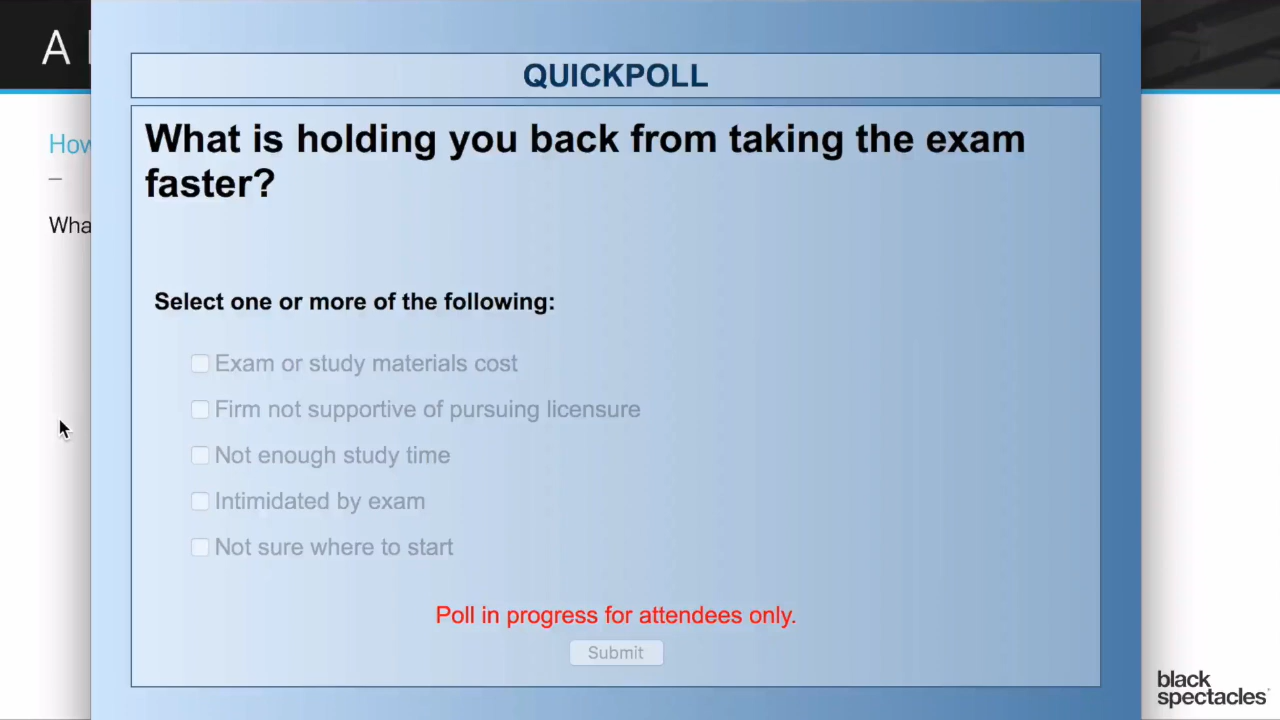 A
QUICKPOLL
How
What is holding you back from taking the exam
faster?
Wha
Select one or more of the following:
Exam or study materials cost
Firm not supportive of pursuing licensure
Not enough study time
Intimidated by exam
Not sure where to start
Poll in progress for attendees only.
Submit
black
spectacles